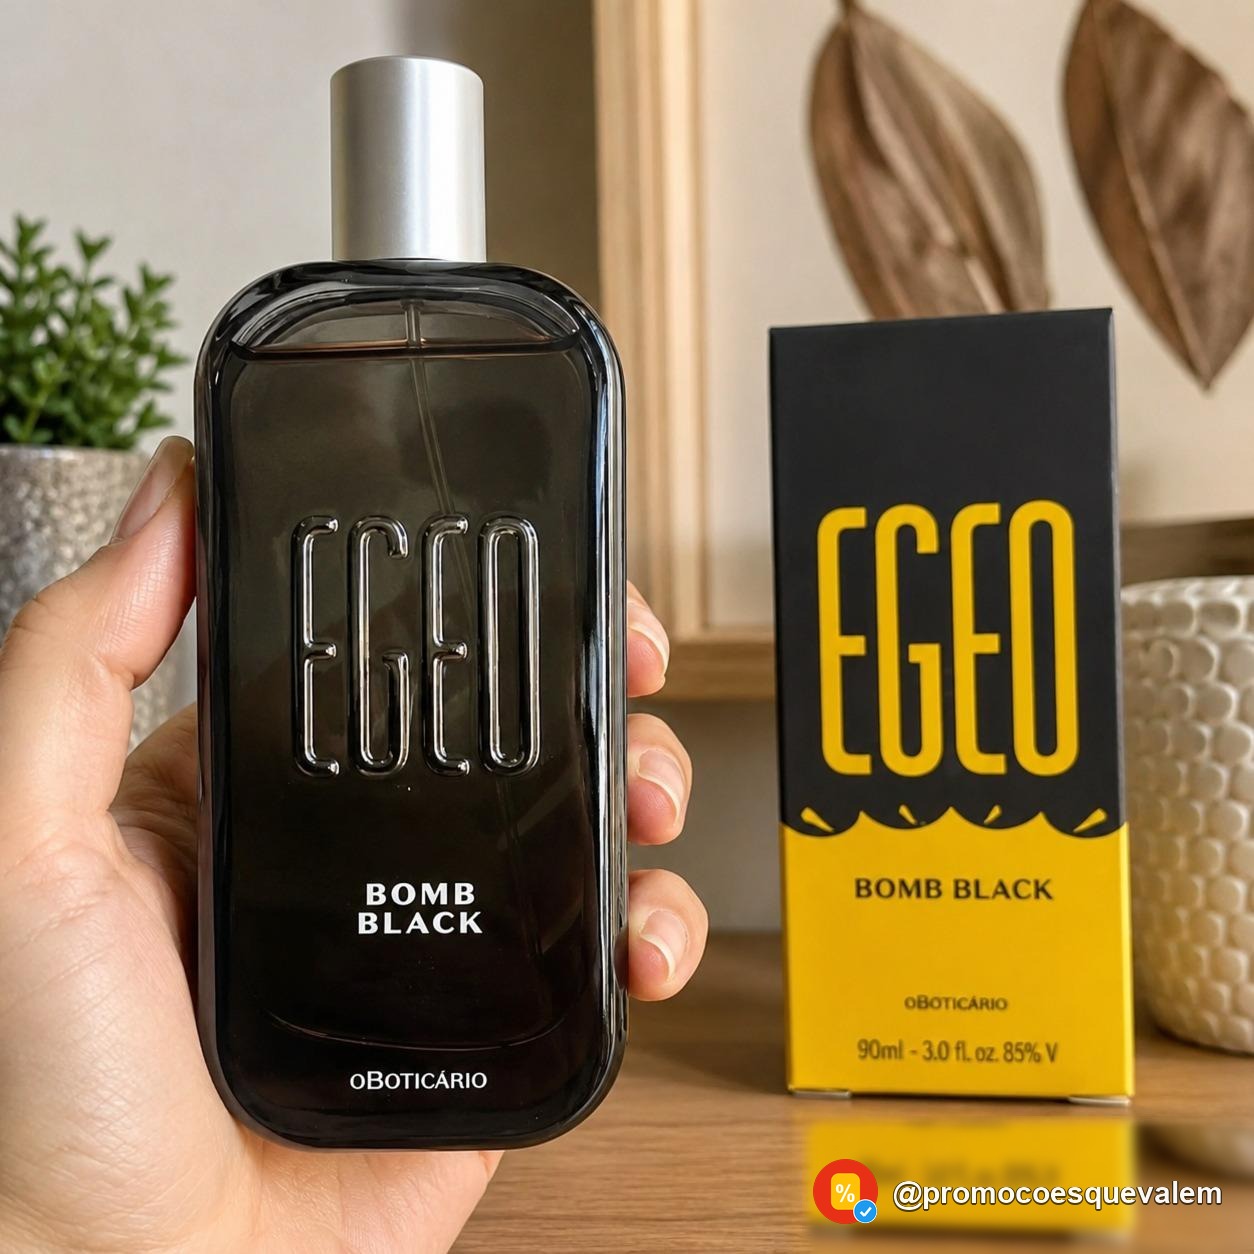 EGEO
BOMB
BLACK
oBOTICÁRIO
EGEO
BOMB BLACK
oBOTICÁRIO
90ml - 3.0 fl. oz. 85% V
%
@promocoesquevalem